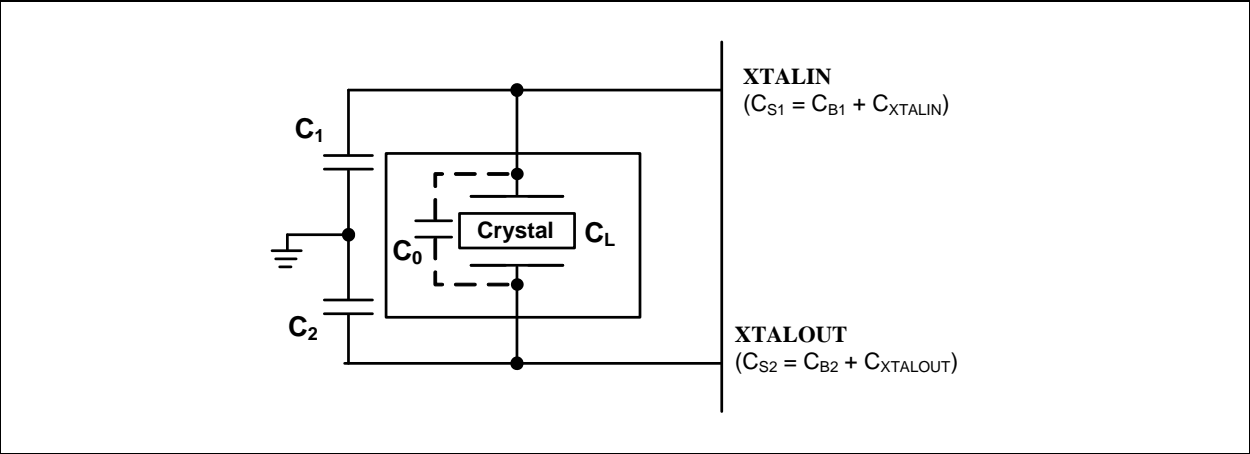 XTALIN
(CS1 = CB1 + CXTALIN)
C1
Crystal
CL
C0
C2
XTALOUT
(CS2 = CB2 + CXTALOUT)